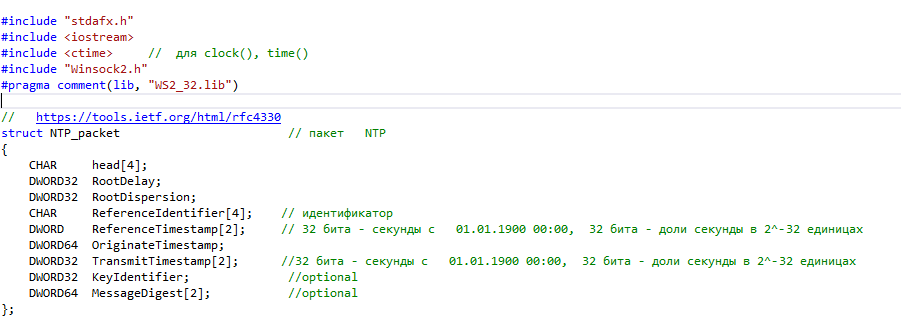 #include "stdafx.h"
#include <iostream>
#include <ctime>     //  для clock(), time()
#include "Winsock2.h"
#pragma comment(lib, "WS2_32.lib")
//   https://tools.ietf.org/html/rfc4330
struct NTP_packet                        // пакет   NTP
{
    CHAR     head[4];
    DWORD32  RootDelay;
    DWORD32  RootDispersion;
    CHAR     ReferenceIdentifier[4];    // идентификатор
    DWORD    ReferenceTimestamp[2];     // 32 бита - секунды с   01.01.1900 00:00,  32 бита - доли секунды в 2^-32 единицах
    DWORD64  OriginateTimestamp;
    DWORD32  TransmitTimestamp[2];      //32 бита - секунды с   01.01.1900 00:00,  32 бита - доли секунды в 2^-32 единицах
    DWORD32  KeyIdentifier;              //optional
    DWORD64  MessageDigest[2];           //optional
};